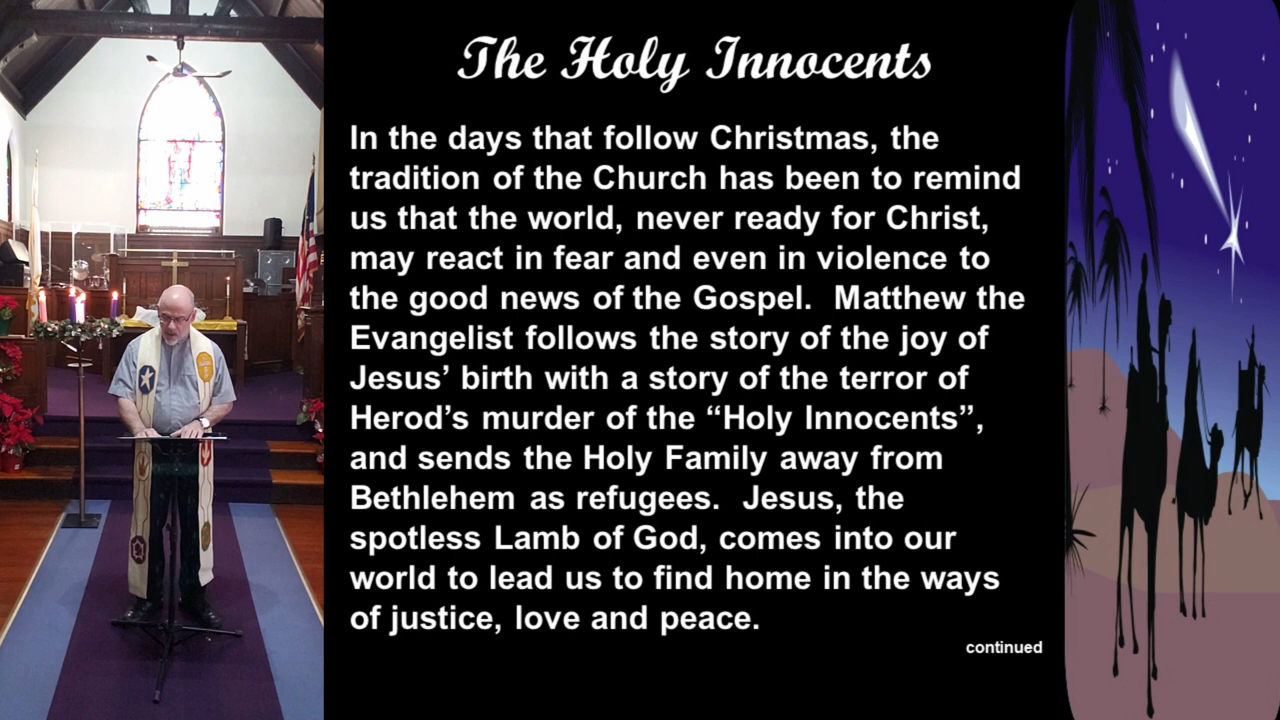 The Holy Innocents
In the days that follow Christmas, the
tradition of the Church has been to remind
us that the world, never ready for Christ,
may react in fear and even in violence to
the good news of the Gospel.  Matthew the
Evangelist follows the story of the joy of
Jesus’ birth with a story of the terror of
Herod’s murder of the “Holy Innocents”,
and sends the Holy Family away from
Bethlehem as refugees.  Jesus, the
spotless Lamb of God, comes into our
world to lead us to find home in the ways
of justice, love and peace.
continued